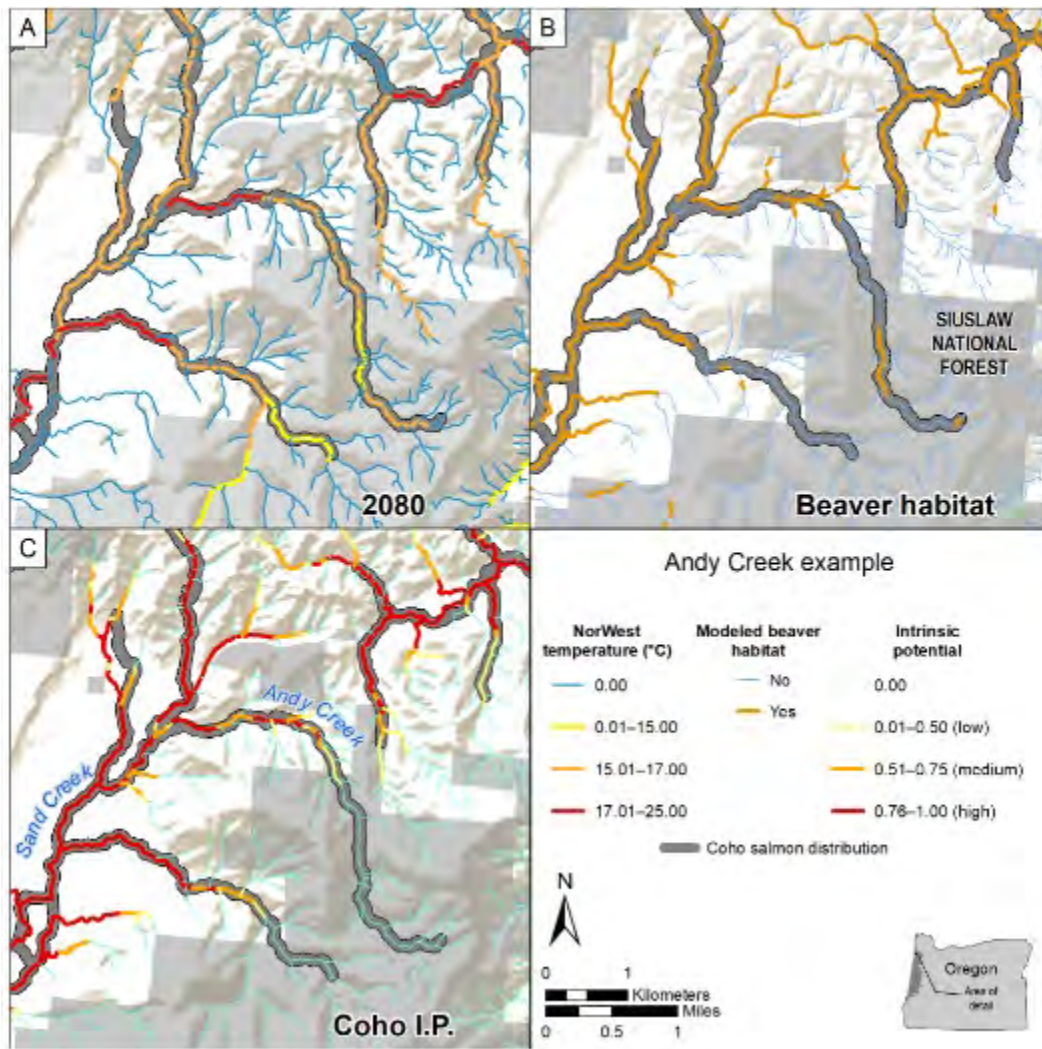 A
2080
B
SIUSLAW
NATIONAL
FOREST
Beaver habitat
C
Andy Creek
Sand Creek
Coho I.P.
Andy Creek example
NorWest
temperature (°C)
0.00
0.01–15.00
15.01–17.00
17.01–25.00
Modeled beaver
habitat
No
Yes
Intrinsic
potential
0.00
0.01–0.50 (low)
0.51–0.75 (medium)
0.76–1.00 (high)
Coho salmon distribution
N
0 1
Kilometers
Miles
0 0.5 1
Oregon
Area of
detail